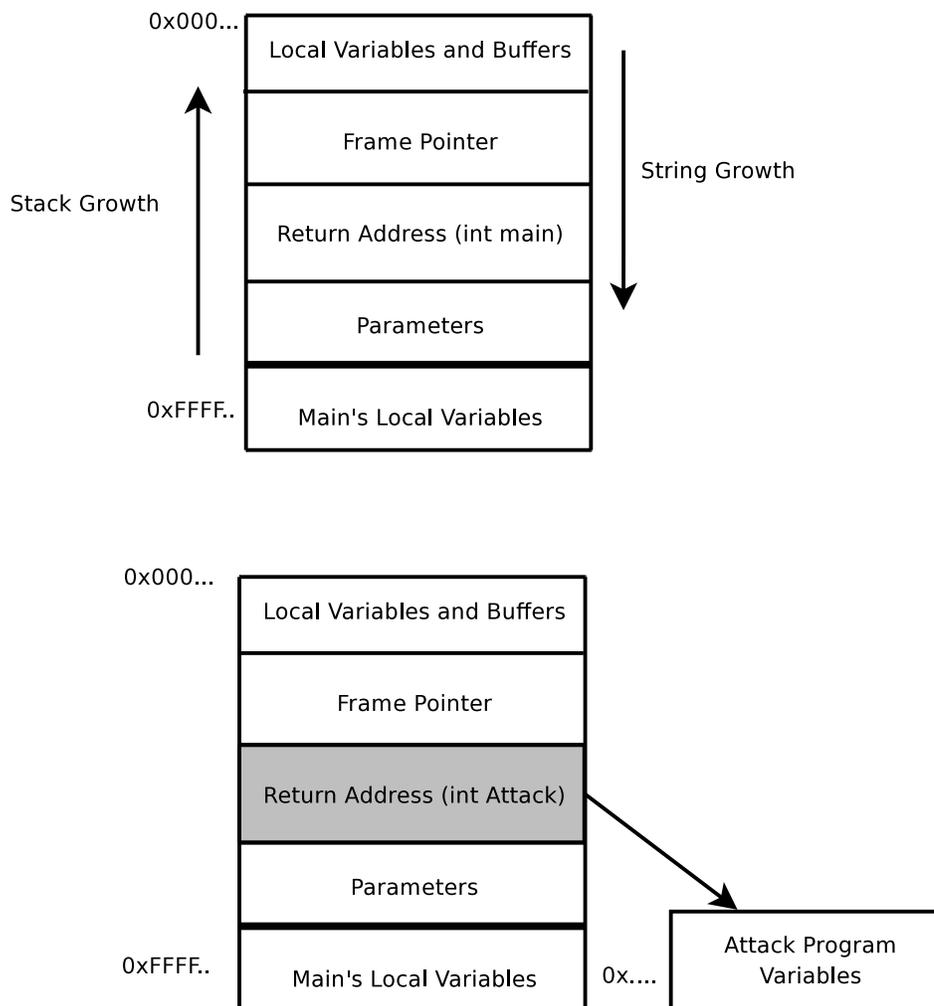 0x000...
Local Variables and Buffers
Frame Pointer
String Growth
Stack Growth
Return Address (int main)
Parameters
0xFFFF..
Main's Local Variables
0x000...
Local Variables and Buffers
Frame Pointer
Return Address (int Attack)
Parameters
0xFFFF..
Main's Local Variables
0x....
Attack Program
Variables